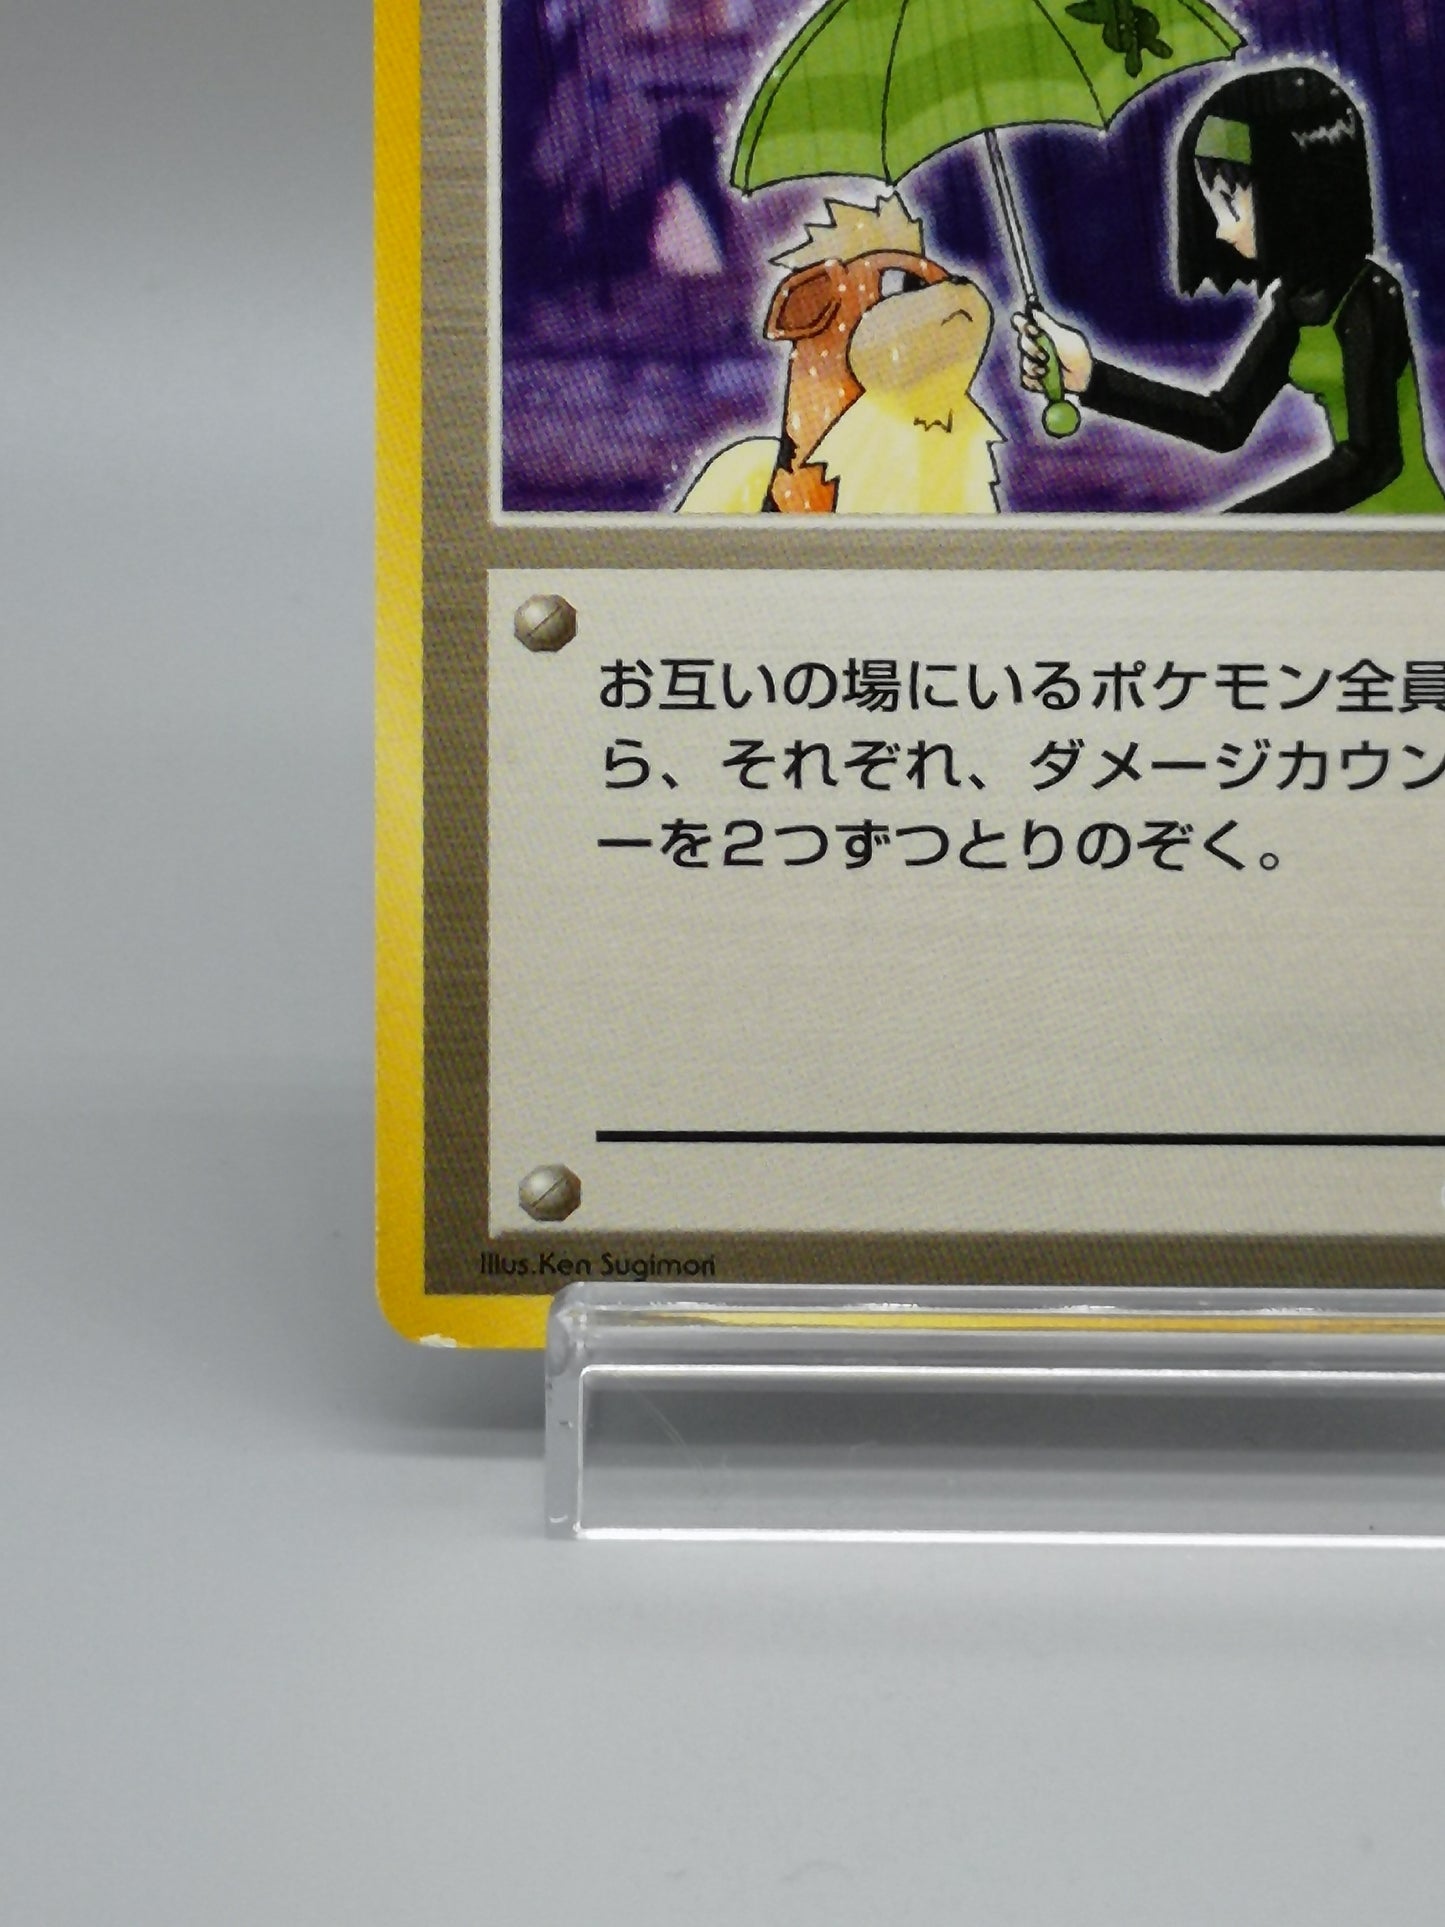 お互いの場にいるポケモン全員
ら、それぞれ、ダメージカウン
ーを2つずつとりのぞく。
Illus.Ken Sugimori